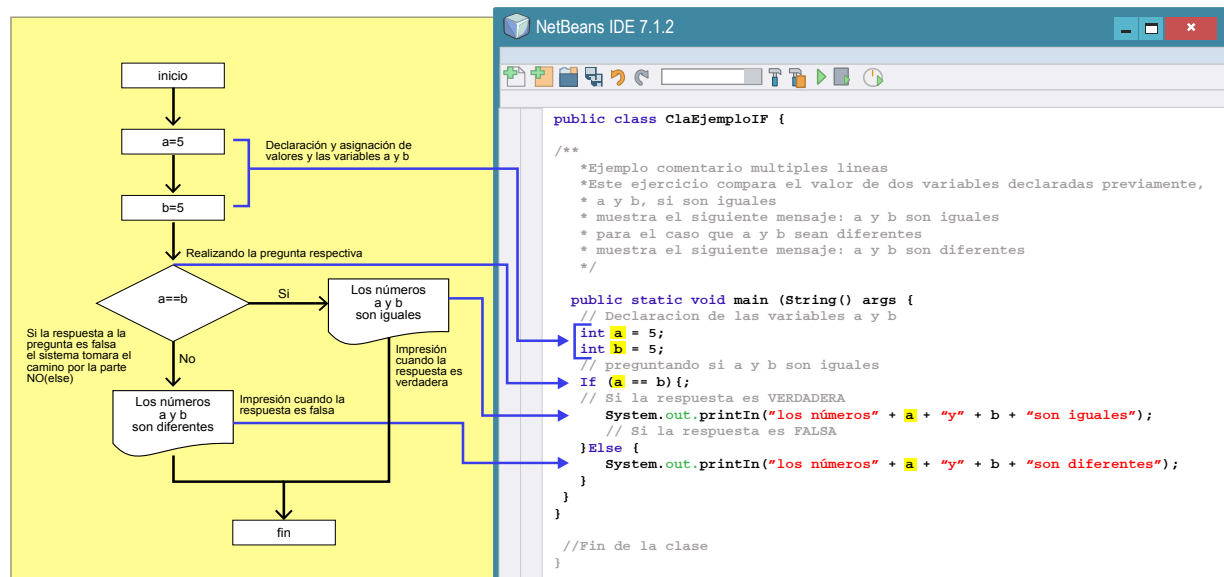 inicio
a=5
Declaración y asignación de
valores y las variables a y b
b=5
Realizando la pregunta respectiva
a==b
Si
Los números
a y b
son iguales
Si la respuesta a la
pregunta es falsa
el sistema tomara el
camino por la parte
NO(else)
No
Impresión
cuando la
respuesta es
verdadera
Los números
a y b
son diferentes
Impresión cuando la
respuesta es falsa
fin
NetBeans IDE 7.1.2
public class ClaEjemploIF {
/**
*Ejemplo comentario multiples lineas
*Este ejercicio compara el valor de dos variables declaradas previamente,
* a y b, si son iguales
* muestra el siguiente mensaje: a y b son iguales
* para el caso que a y b sean diferentes
* muestra el siguiente mensaje: a y b son diferentes
*/
public static void main (String() args {
// Declaracion de las variables a y b
int a = 5;
int b = 5;
// preguntando si a y b son iguales
If (a == b){;
// Si la respuesta es VERDADERA
System.out.printIn(”los números” + a + “y” + b + “son iguales”);
// Si la respuesta es FALSA
}Else {
System.out.printIn(”los números” + a + “y” + b + “son diferentes”);
}
}
}
//Fin de la clase
}